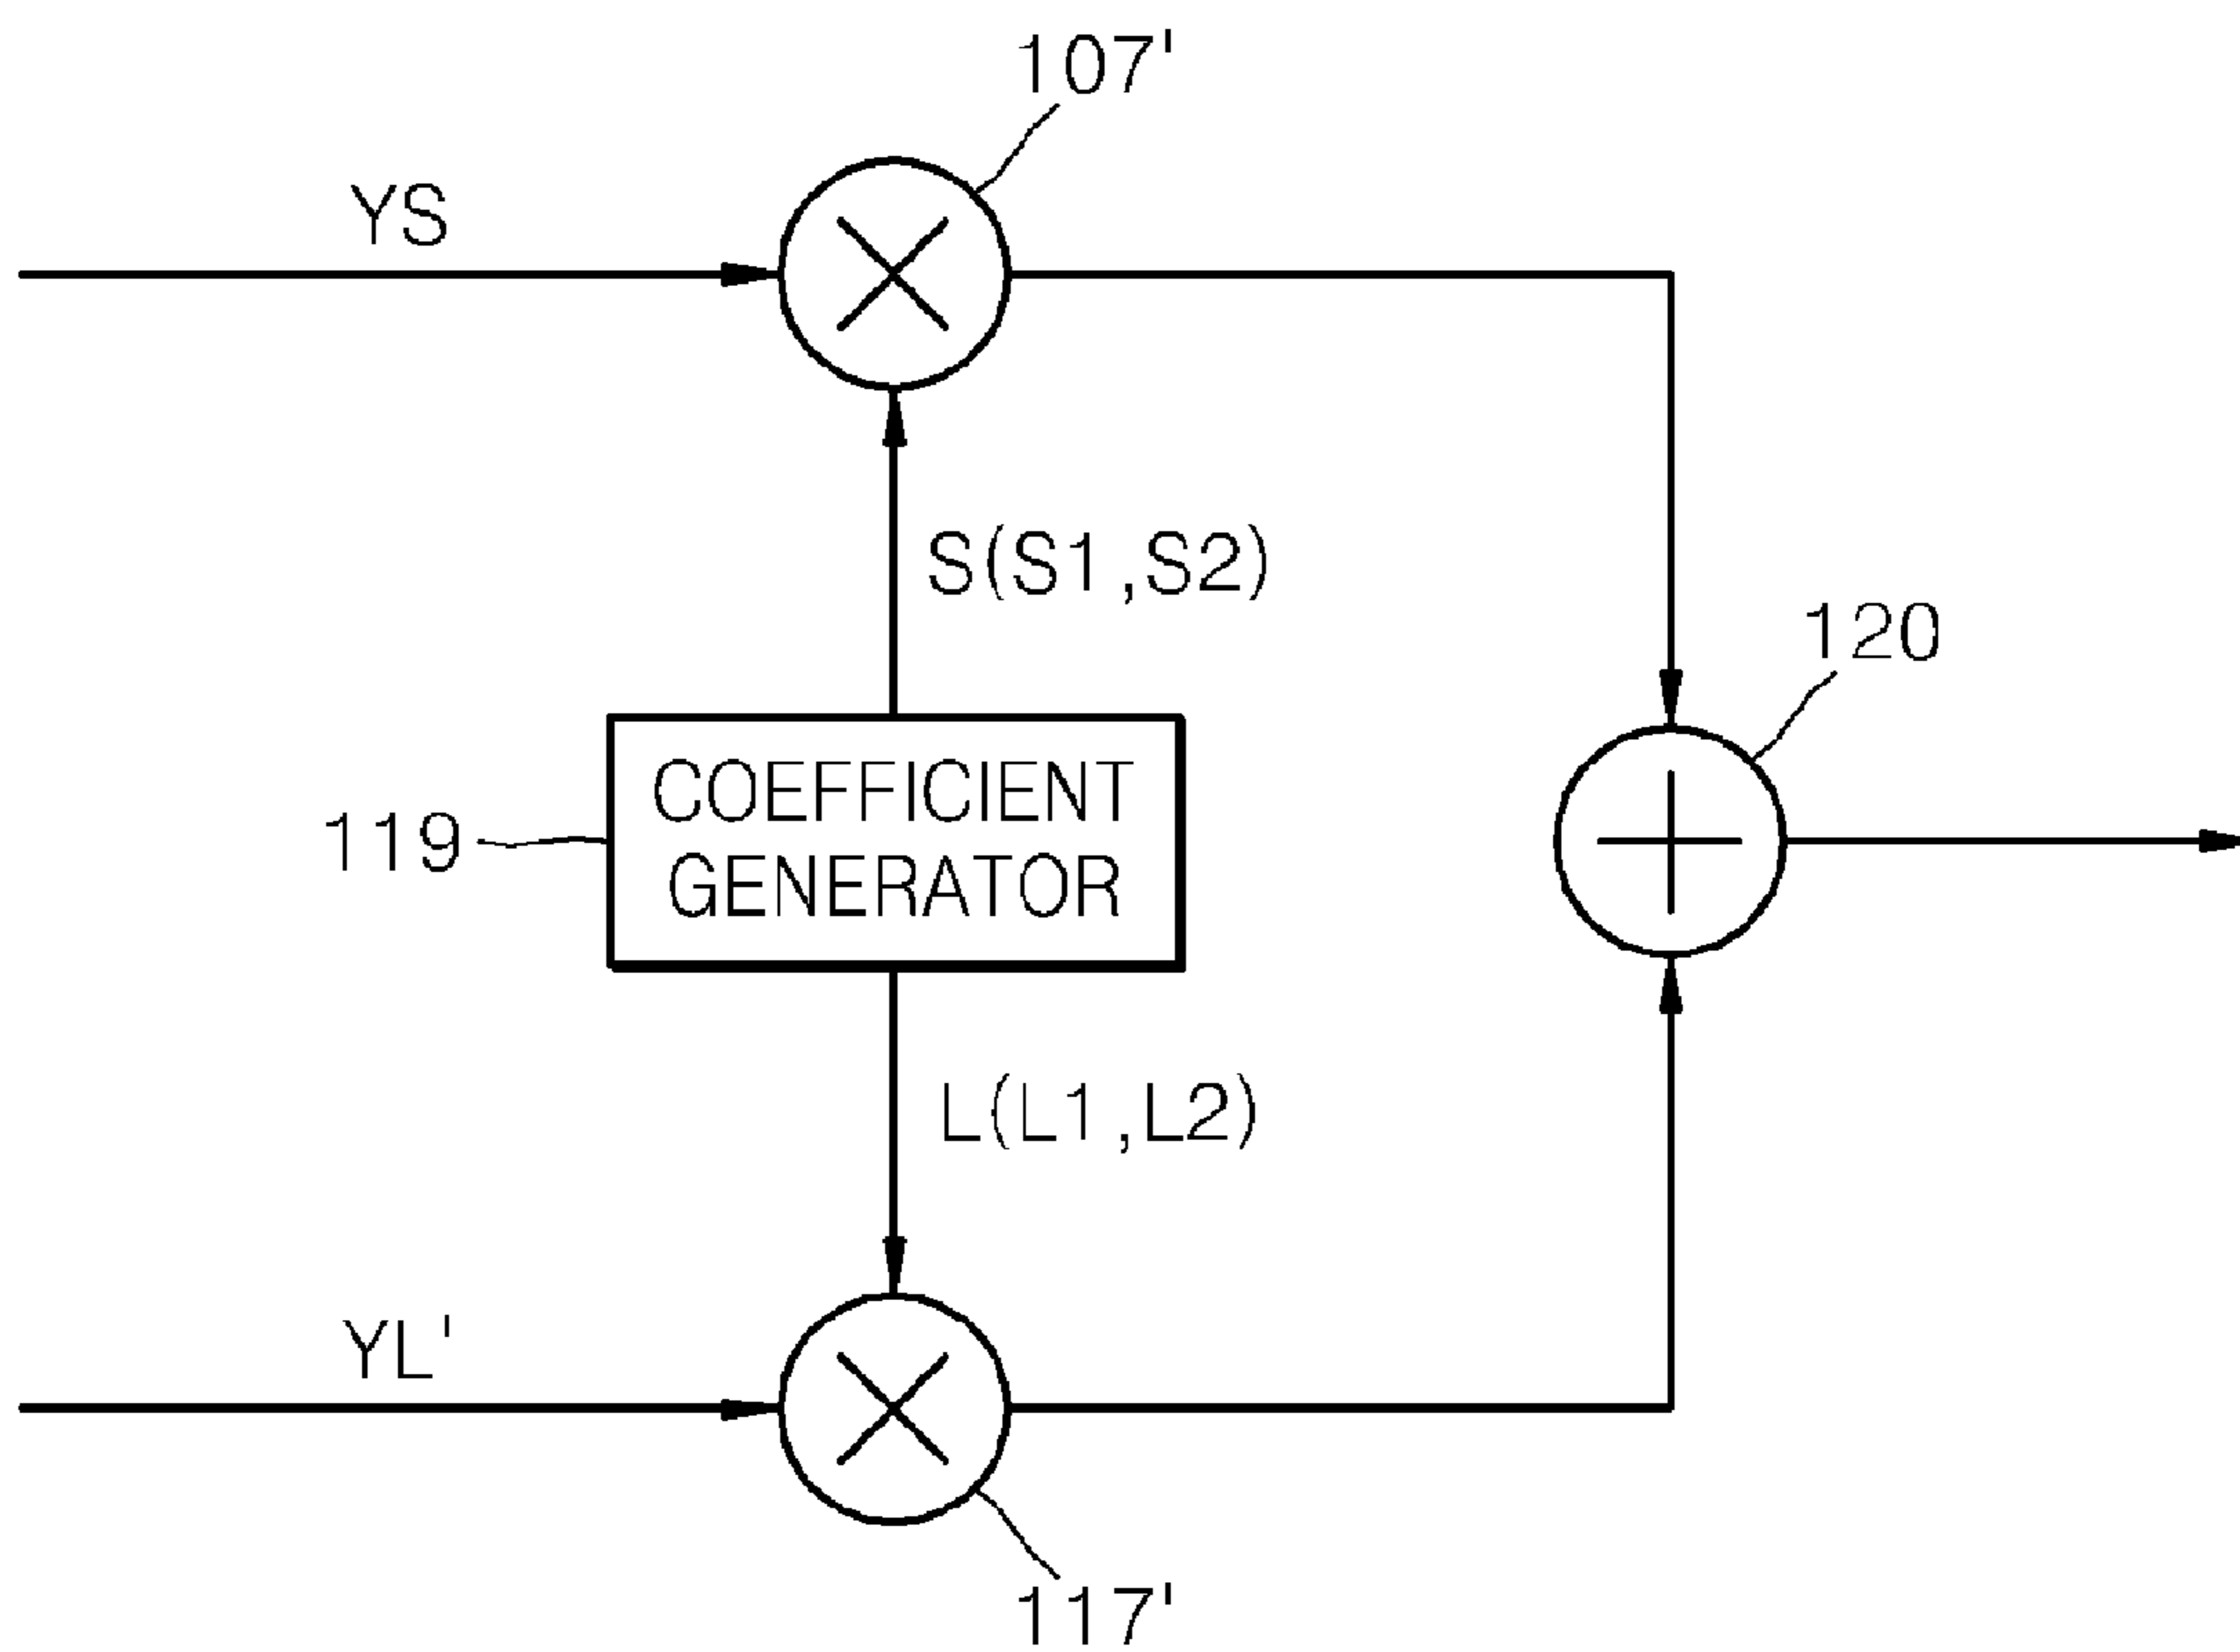 107'
YS
S(S1,S2)
120
COEFFICIENT
GENERATOR
119
L(L1,L2)
YL'
117'